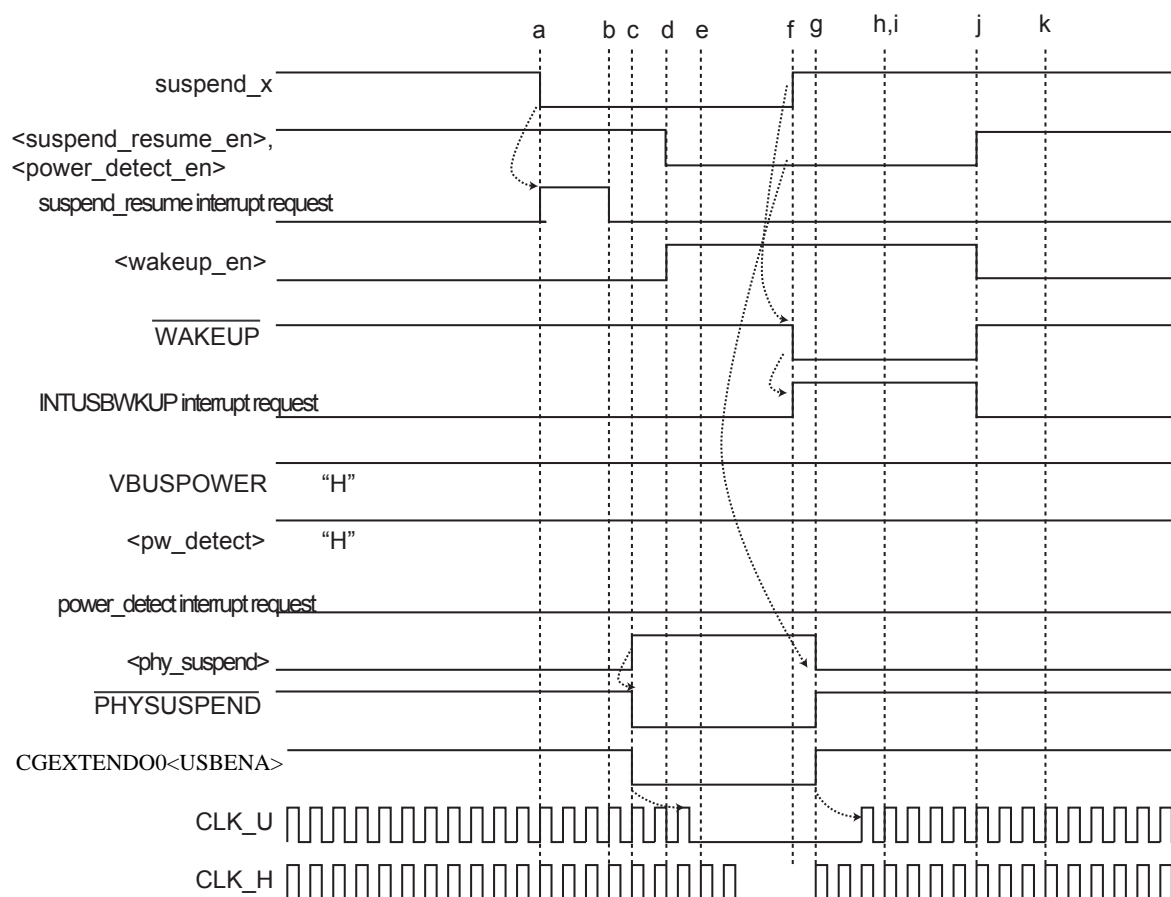 a b c d e f g h,i j k
suspend_x
<suspend_resume_en>,
<power_detect_en>
suspend_resume interrupt request
<wakeup_en>
WAKEUP
INTUSBWKUP interrupt request
VBUSPOWER "H"
<pw_detect> "H"
power_detect interrupt request
<phy_suspend>
PHYSUSPEND
CGEXTENDO0<USBENA>
CLK_U
CLK_H